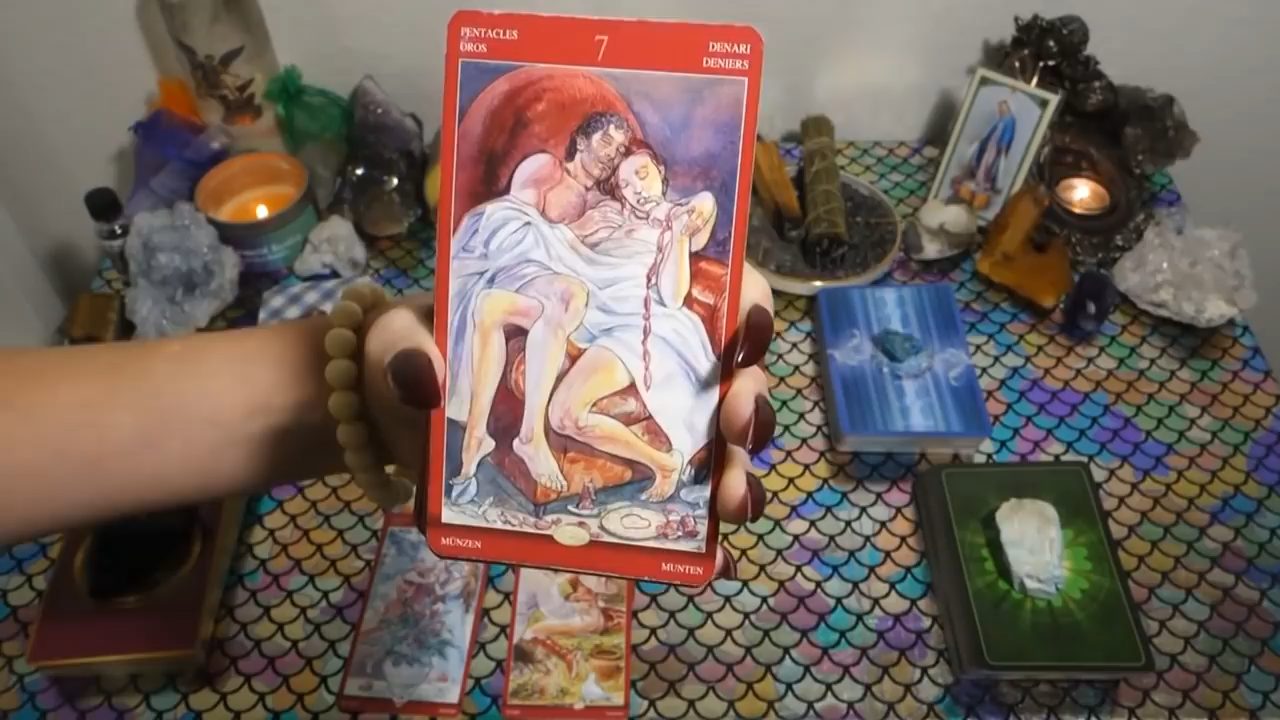 PENTACLES
OROS
7
DENARI
DENIERS
MÜNZEN
MUNTEN